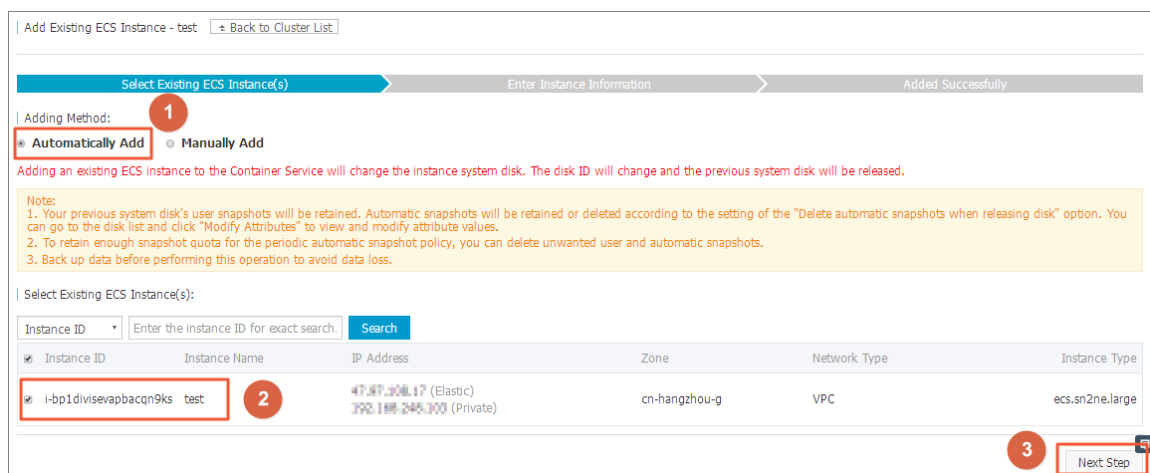 Add Existing ECS Instance - test Back to Cluster List
Select Existing ECS Instance(s) Enter Instance Information Added Successfully
1
Adding Method:
Automatically Add Manually Add
Adding an existing ECS instance to the Container Service will change the instance system disk. The disk ID will change and the previous system disk will be released.
Note:
1. Your previous system disk's user snapshots will be retained. Automatic snapshots will be retained or deleted according to the setting of the "Delete automatic snapshots when releasing disk" option. You
can go to the disk list and click "Modify Attributes" to view and modify attribute values.
2. To retain enough snapshot quota for the periodic automatic snapshot policy, you can delete unwanted user and automatic snapshots.
3. Back up data before performing this operation to avoid data loss.
Select Existing ECS Instance(s):
Instance ID Enter the instance ID for exact search. Search
Instance ID Instance Name IP Address Zone Network Type Instance Type
(Elastic)
i-bp1divisevapbacqn9ks test 2 cn-hangzhou-g VPC ecs.sn2ne.large
(Private)
3
Next Step